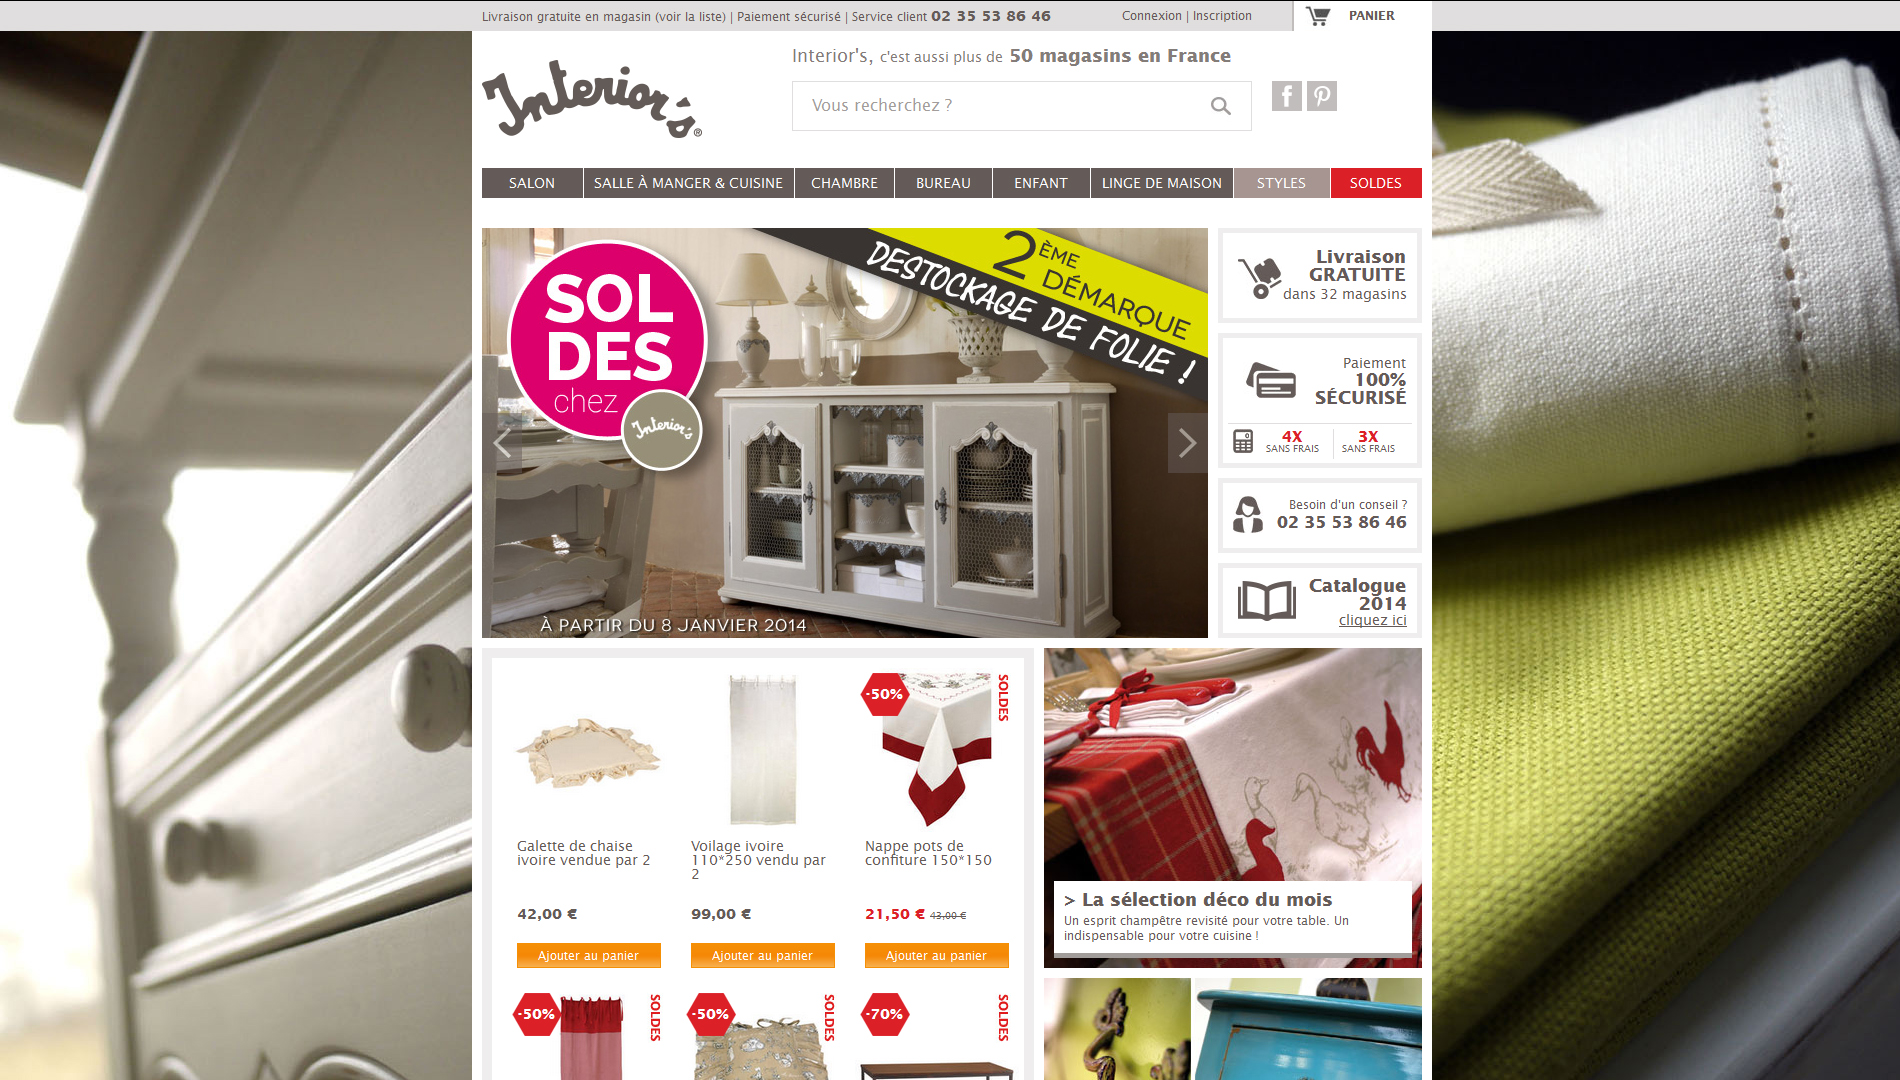 Livraison gratuite en magasin (voir la liste) | Paiement sécurisé | Service client 02 35 53 86 46
Connexion | Inscription
PANIER
Interior's®
Interior's, c'est aussi plus de 50 magasins en France
Vous recherchez ?
SALON
SALLE À MANGER & CUISINE
CHAMBRE
BUREAU
ENFANT
LINGE DE MAISON
STYLES
SOLDES
SOL
DES
chez
Interior's
2ÈME
DÉMARQUE
DESTOCKAGE DE FOLIE !
À PARTIR DU 8 JANVIER 2014
Livraison
GRATUITE
dans 32 magasins
Paiement
100%
SÉCURISÉ
4X
SANS FRAIS
3X
SANS FRAIS
Besoin d'un conseil ?
02 35 53 86 46
Catalogue
2014
cliquez ici
Galette de chaise
ivoire vendue par 2
42,00 €
Ajouter au panier
Voilage ivoire
110*250 vendu par
2
99,00 €
Ajouter au panier
-50%
SOLDES
Nappe pots de
confiture 150*150
21,50 € 43,00 €
Ajouter au panier
> La sélection déco du mois
Un esprit champêtre revisité pour votre table. Un
indispensable pour votre cuisine !
-50%
SOLDES
-50%
SOLDES
-70%
SOLDES